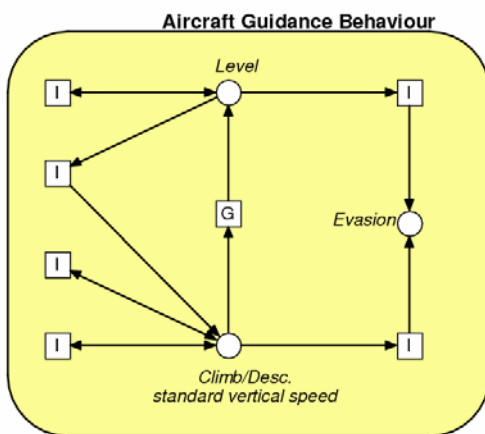 Aircraft Guidance Behaviour
Level
I
I
I
G
Evasion
I
I
I
Climb/Desc.
standard vertical speed